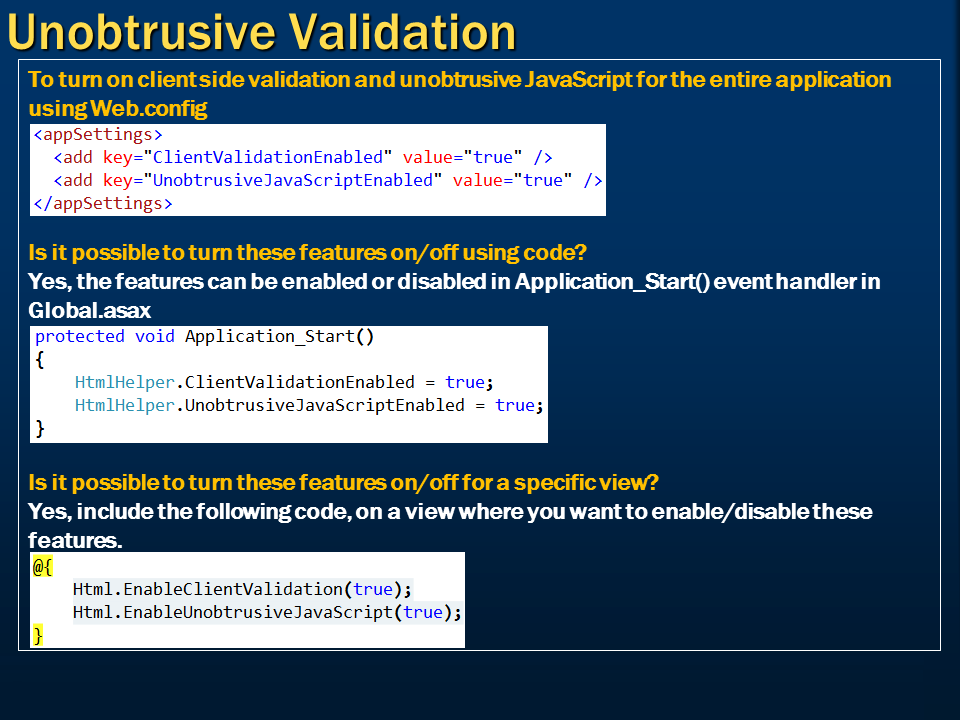 Unobtrusive Validation
To turn on client side validation and unobtrusive JavaScript for the entire application
using Web.config
<appSettings>
  <add key="ClientValidationEnabled" value="true" />
  <add key="UnobtrusiveJavaScriptEnabled" value="true" />
</appSettings>
Is it possible to turn these features on/off using code?
Yes, the features can be enabled or disabled in Application_Start() event handler in
Global.asax
protected void Application_Start()
{
    HtmlHelper.ClientValidationEnabled = true;
    HtmlHelper.UnobtrusiveJavaScriptEnabled = true;
}
Is it possible to turn these features on/off for a specific view?
Yes, include the following code, on a view where you want to enable/disable these
features.
@{
    Html.EnableClientValidation(true);
    Html.EnableUnobtrusiveJavaScript(true);
}